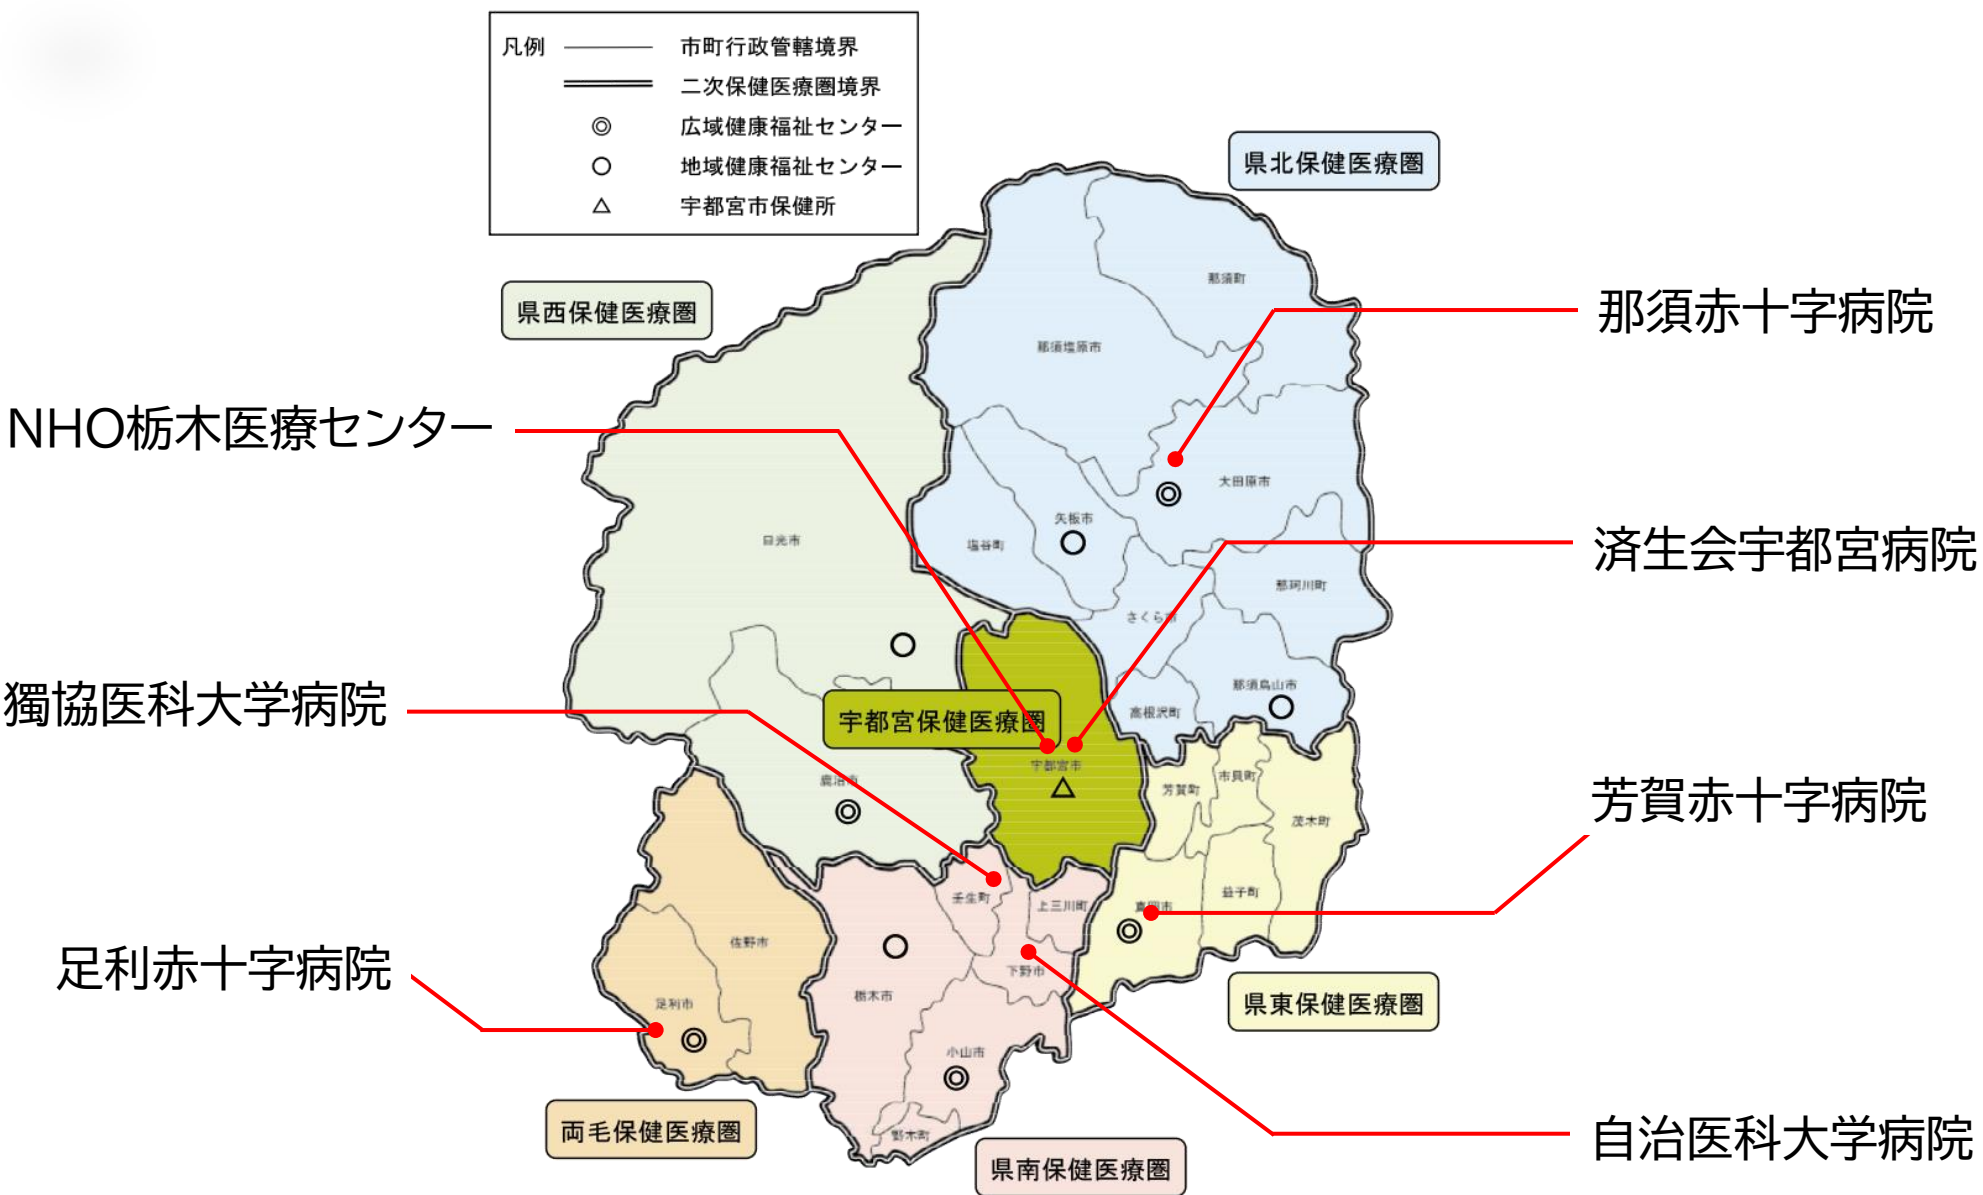 凡例 市町行政管轄境界
二次保健医療圏境界
広域健康福祉センター
地域健康福祉センター
宇都宮市保健所
県北保健医療圏
県西保健医療圏
那須町
那須赤十字病院
那須塩原市
NHO栃木医療センター
大田原市
矢板市
塩谷町
日光市
済生会宇都宮病院
那珂川町
さくら市
那須烏山市
高根沢町
獨協医科大学病院
宇都宮保健医療圏
宇都宮市
鹿沼市
芳賀町
市貝町
茂木町
芳賀赤十字病院
益子町
壬生町
上三川町
真岡市
佐野市
足利赤十字病院
下野市
栃木市
足利市
県東保健医療圏
小山市
両毛保健医療圏
野木町
自治医科大学病院
県南保健医療圏